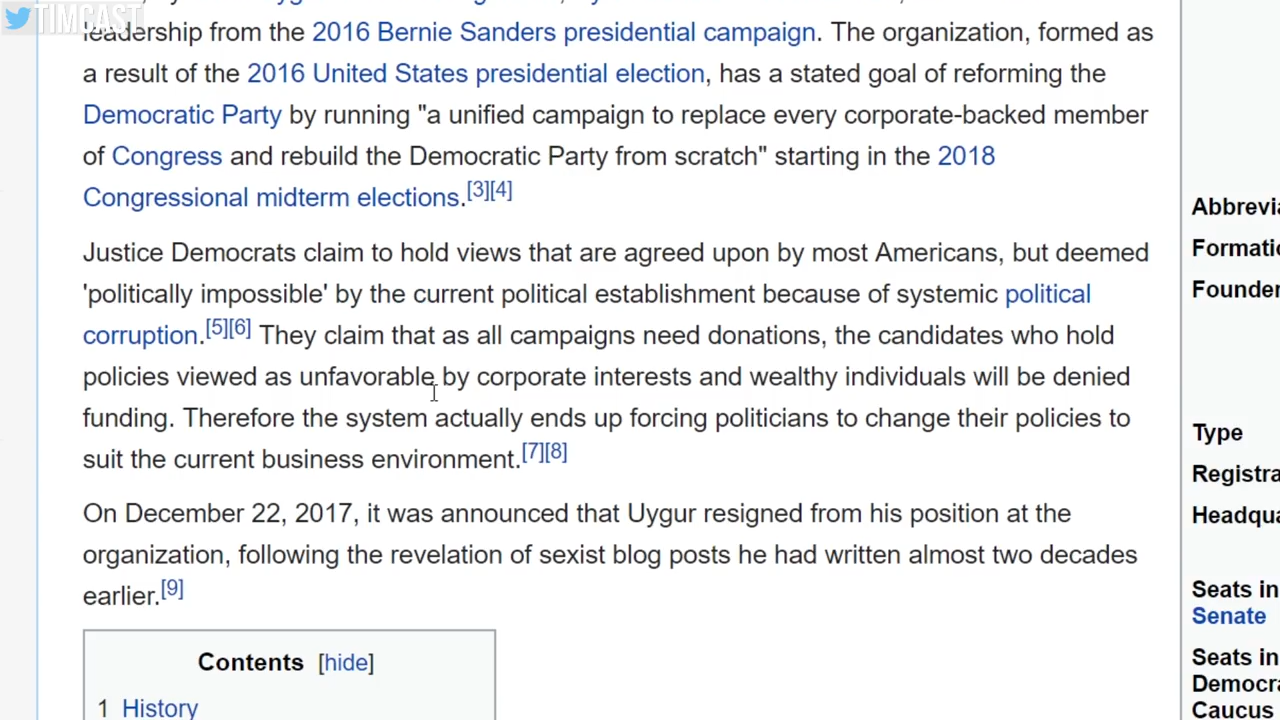 TIMCAST
leadership from the 2016 Bernie Sanders presidential campaign. The organization, formed as
a result of the 2016 United States presidential election, has a stated goal of reforming the
Democratic Party by running "a unified campaign to replace every corporate-backed member
of Congress and rebuild the Democratic Party from scratch" starting in the 2018
Congressional midterm elections.[3][4]
Justice Democrats claim to hold views that are agreed upon by most Americans, but deemed
'politically impossible' by the current political establishment because of systemic political
corruption.[5][6] They claim that as all campaigns need donations, the candidates who hold
policies viewed as unfavorable by corporate interests and wealthy individuals will be denied
funding. Therefore the system actually ends up forcing politicians to change their policies to
suit the current business environment.[7][8]
On December 22, 2017, it was announced that Uygur resigned from his position at the
organization, following the revelation of sexist blog posts he had written almost two decades
earlier.[9]
Contents [hide]
1 History
Abbrevia
Formatio
Founder
Type
Registra
Headqua
Seats in
Senate
Seats in
Democra
Caucus